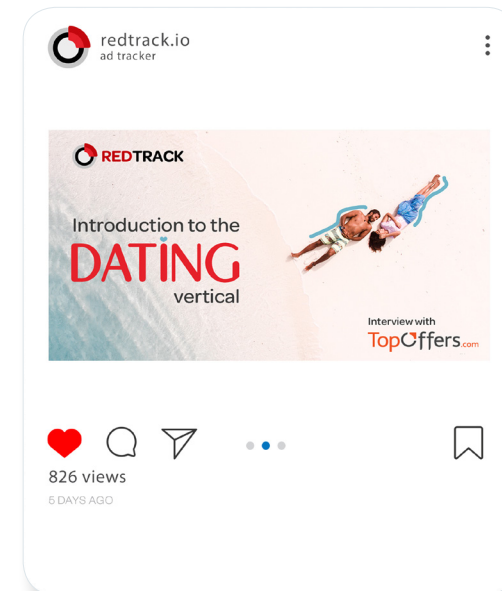 redtrack.io
ad tracker
REDTRACK
Introduction to the
DATING
vertical
Interview with
TopOffers.com
826 views
5 DAYS AGO